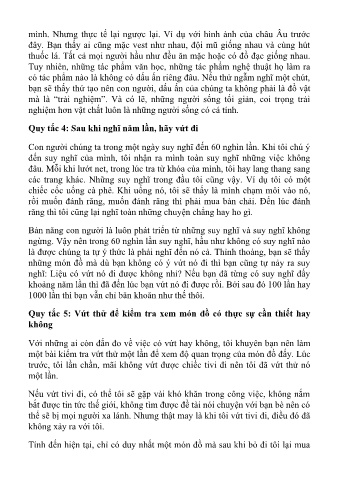 mình. Nhưng thực tế lại ngược lại. Ví dụ với hình ảnh của châu Âu trước
đây. Bạn thấy ai cũng mặc vest như nhau, đội mũ giống nhau và cùng hút
thuốc lá. Tất cả mọi người hầu như đều ăn mặc hoặc có đồ đạc giống nhau.
Tuy nhiên, những tác phẩm văn học, những tác phẩm nghệ thuật họ làm ra
có tác phẩm nào là không có dấu ấn riêng đâu. Nếu thử ngẫm nghĩ một chút,
bạn sẽ thấy thứ tạo nên con người, dấu ấn của chúng ta không phải là đồ vật
mà là “trải nghiệm”. Và có lẽ, những người sống tối giản, coi trọng trải
nghiệm hơn vật chất luôn là những người sống có cá tính.
Quy tắc 4: Sau khi nghĩ năm lần, hãy vứt đi
Con người chúng ta trong một ngày suy nghĩ đến 60 nghìn lần. Khi tôi chú ý
đến suy nghĩ của mình, tôi nhận ra mình toàn suy nghĩ những việc không
đâu. Mỗi khi lướt net, trong lúc tra từ khóa của mình, tôi hay lang thang sang
các trang khác. Những suy nghĩ trong đầu tôi cũng vậy. Ví dụ tôi có một
chiếc cốc uống cà phê. Khi uống nó, tôi sẽ thấy là mình chạm môi vào nó,
rồi muốn đánh răng, muốn đánh răng thì phải mua bàn chải. Đến lúc đánh
răng thì tôi cũng lại nghĩ toàn những chuyện chẳng hay ho gì.
Bản năng con người là luôn phát triển từ những suy nghĩ và suy nghĩ không
ngừng. Vậy nên trong 60 nghìn lần suy nghĩ, hầu như không có suy nghĩ nào
là được chúng ta tự ý thức là phải nghĩ đến nó cả. Thỉnh thoảng, bạn sẽ thấy
những món đồ mà dù bạn không có ý vứt nó đi thì bạn cũng tự nảy ra suy
nghĩ: Liệu có vứt nó đi được không nhỉ? Nếu bạn đã từng có suy nghĩ đấy
khoảng năm lần thì đã đến lúc bạn vứt nó đi được rồi. Bởi sau đó 100 lần hay
1000 lần thì bạn vẫn chỉ băn khoăn như thế thôi.
Quy tắc 5: Vứt thử để kiểm tra xem món đồ có thực sự cần thiết hay
không
Với những ai còn đắn đo về việc có vứt hay không, tôi khuyên bạn nên làm
một bài kiểm tra vứt thử một lần để xem độ quan trọng của món đồ đấy. Lúc
trước, tôi lần chần, mãi không vứt được chiếc tivi đi nên tôi đã vứt thử nó
một lần.
Nếu vứt tivi đi, có thể tôi sẽ gặp vài khó khăn trong công việc, không nắm
bắt được tin tức thế giới, không tìm được đề tài nói chuyện với bạn bè nên có
thể sẽ bị mọi người xa lánh. Nhưng thật may là khi tôi vứt tivi đi, điều đó đã
không xảy ra với tôi.
Tính đến hiện tại, chỉ có duy nhất một món đồ mà sau khi bỏ đi tôi lại mua